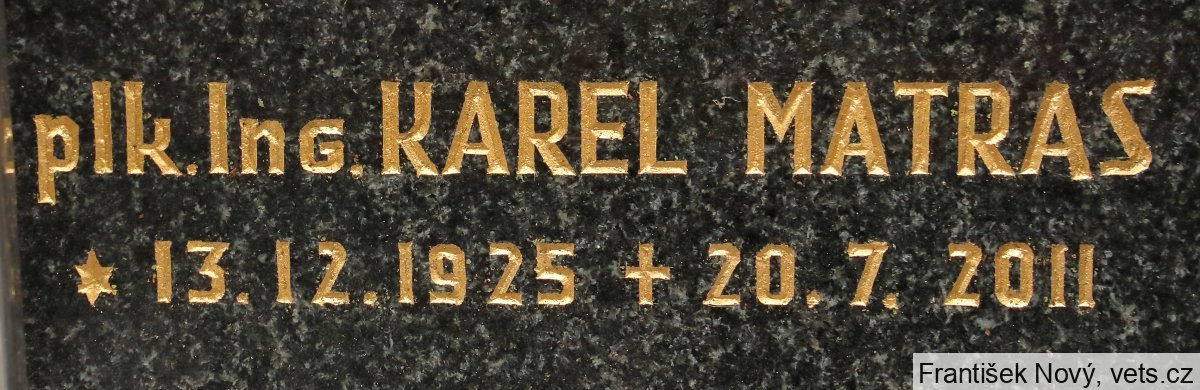 plk.Ing.KAREL MATRAS
* 13.12.1925 + 20.7.2011
František Nový, vets.cz